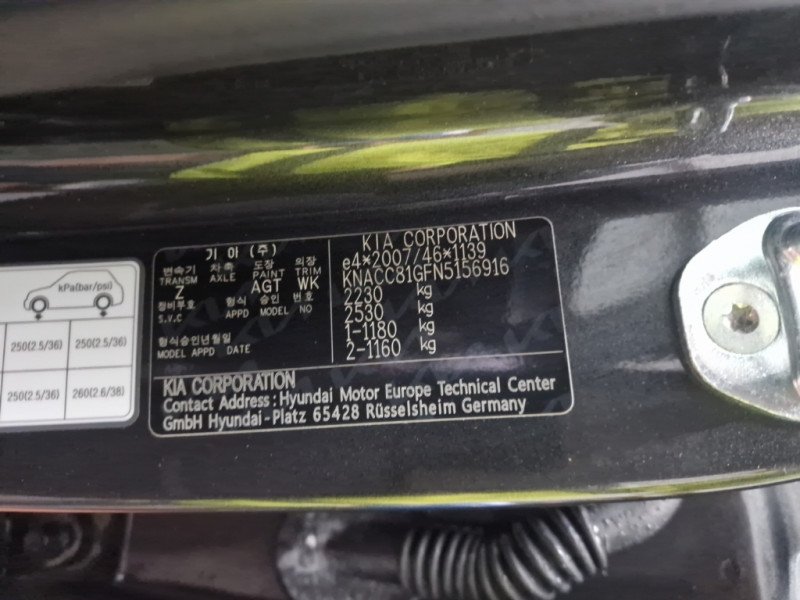 kPa(bar/psi)
250(2.5/36) 250(2.5/36)
250(2.5/36) 260(2.6/38)
기아 (주)
변속기 차축 도장 의장
TRANSM AXLE PAINT TRIM
Z AGT WK
정비부호 형식 승인 번호
S.V.C APPD MODEL NO
형식승인년월일
MODEL APPD DATE
KIA CORPORATION
e4*2007/46*1139
KNACC81GFN5156916
2230 kg
2530 kg
1-1180 kg
2-1160 kg
KIA CORPORATION
Contact Address : Hyundai Motor Europe Technical Center
GmbH Hyundai-Platz 65428 Rüsselsheim Germany